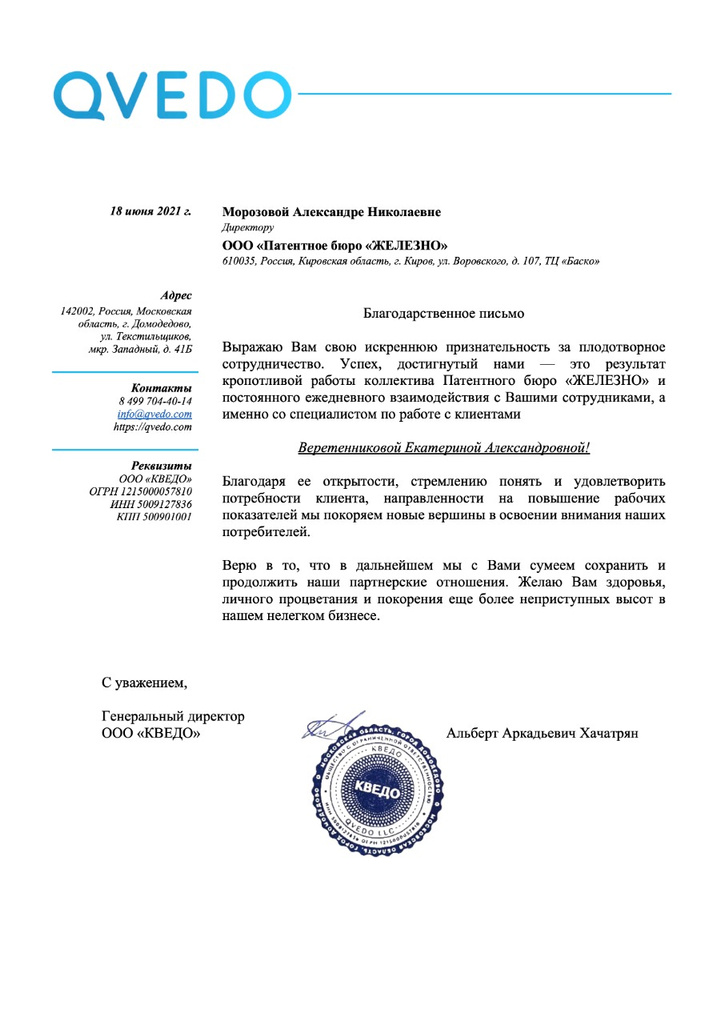 QVEDO
18 июня 2021 г.
Морозовой Александре Николаевне
Директору
ООО «Патентное бюро «ЖЕЛЕЗНО»
610035, Россия, Кировская область, г. Киров, ул. Воровского, д. 107, ТЦ «Баско»
Адрес
142002, Россия, Московская
область, г. Домодедово,
ул. Текстильщиков,
мкр. Западный, д. 41Б
Контакты
8 499 704-40-14
info@qvedo.com
https://qvedo.com
Реквизиты
ООО «КВЕДО»
ОГРН 1215000057810
ИНН 5009127836
КПП 500901001
Благодарственное письмо
Выражаю Вам свою искреннюю признательность за плодотворное
сотрудничество. Успех, достигнутый нами — это результат
кропотливой работы коллектива Патентного бюро «ЖЕЛЕЗНО» и
постоянного ежедневного взаимодействия с Вашими сотрудниками, а
именно со специалистом по работе с клиентами
Веретенниковой Екатериной Александровной!
Благодаря ее открытости, стремлению понять и удовлетворить
потребности клиента, направленности на повышение рабочих
показателей мы покоряем новые вершины в освоении внимания наших
потребителей.
Верю в то, что в дальнейшем мы с Вами сумеем сохранить и
продолжить наши партнерские отношения. Желаю Вам здоровья,
личного процветания и покорения еще более неприступных высот в
нашем нелегком бизнесе.
С уважением,
Генеральный директор
ООО «КВЕДО»
Альберт Аркадьевич Хачатрян
МОСКОВСКАЯ ОБЛАСТЬ, ГОРОД ДОМОДЕДОВО
ОБЩЕСТВО С ОГРАНИЧЕННОЙ ОТВЕТСТВЕННОСТЬЮ
КВЕДО
КВЕДО
QVEDO LLC